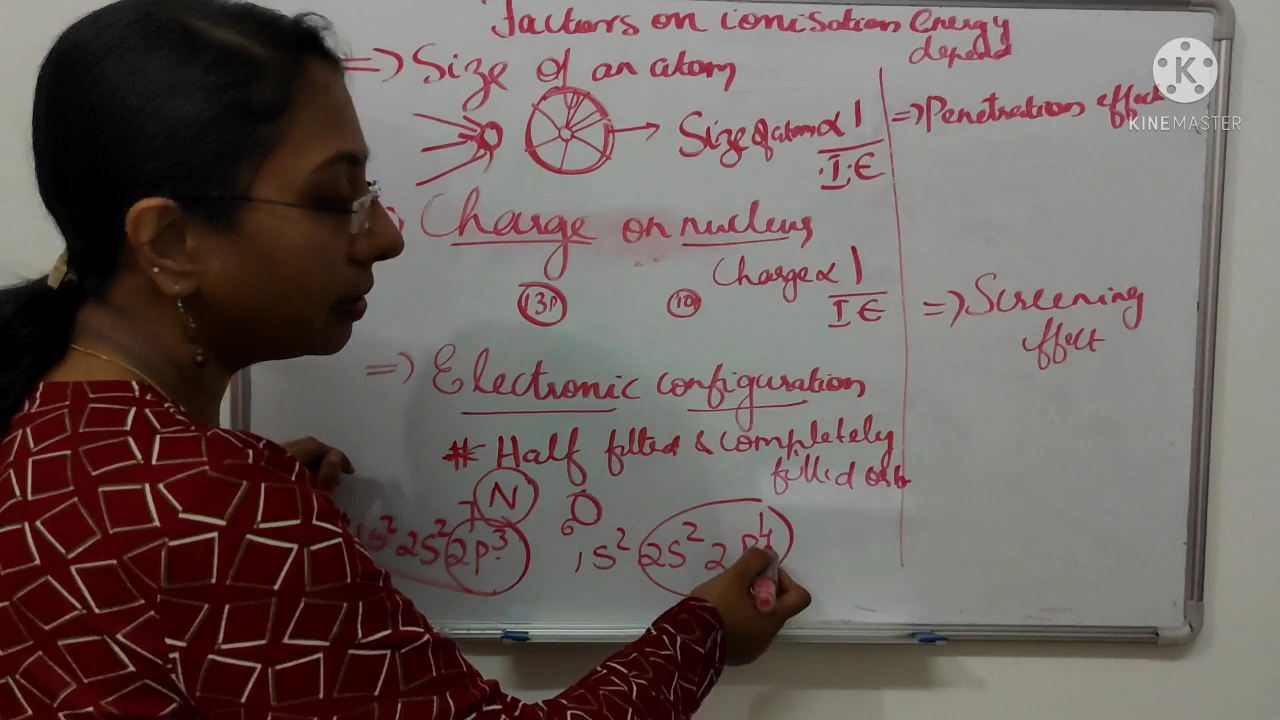 Factors on ionisation energy
depend
=> Size of an atom
Size of atom ∝ 1
I.E
Charge on nucleus
Charge ∝ 1
I E
13P
10
=> Electronic configuration
# Half filled & completely
filled orb
7 N
6 O
1S² 2S² 2P³
1S² 2S² 2P⁴
=> Penetration effect
=> Screening
effect
K
KINEMASTER